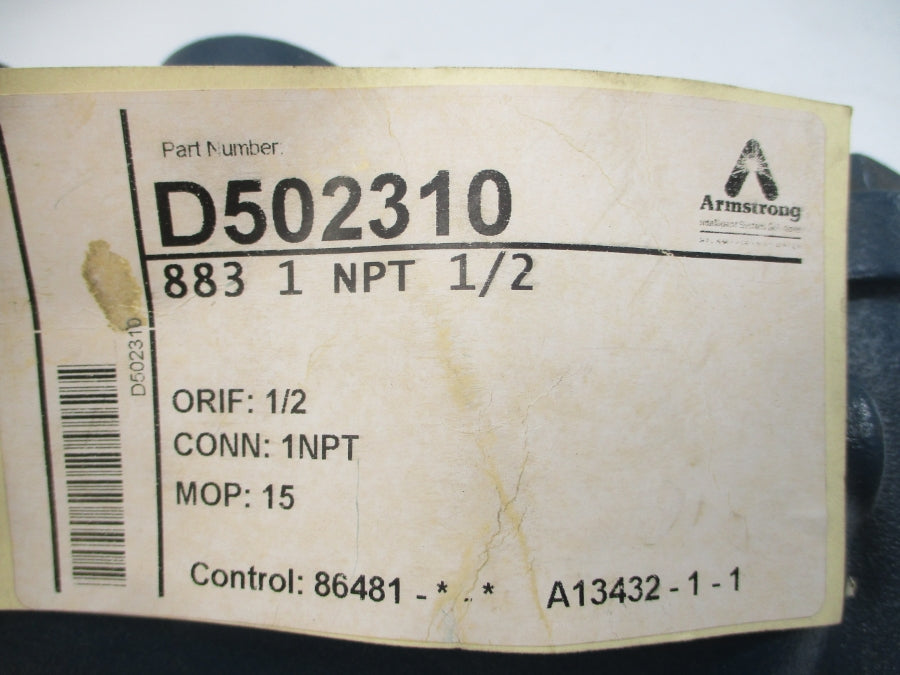 Part Number:
D502310
Armstrong
883 1 NPT 1/2
D502310
ORIF: 1/2
CONN: 1NPT
MOP: 15
Control: 86481 - * - * A13432 - 1 - 1